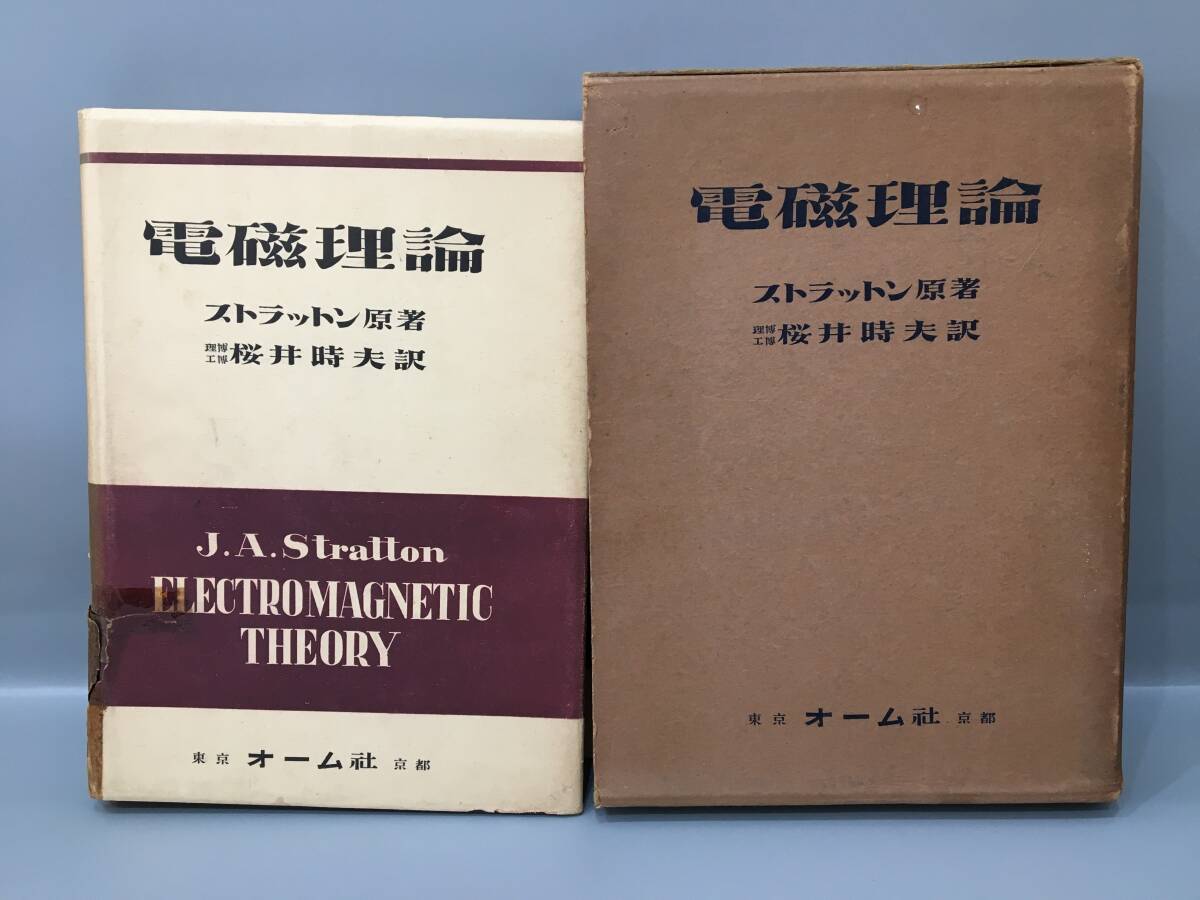 電磁理論
ストラットン原著
理博 工博 桜井時夫訳
J.A.Stratton
ELECTROMAGNETIC
THEORY
東京 オーム社 京都
電磁理論
ストラットン原著
理博 工博 桜井時夫訳
東京 オーム社 京都